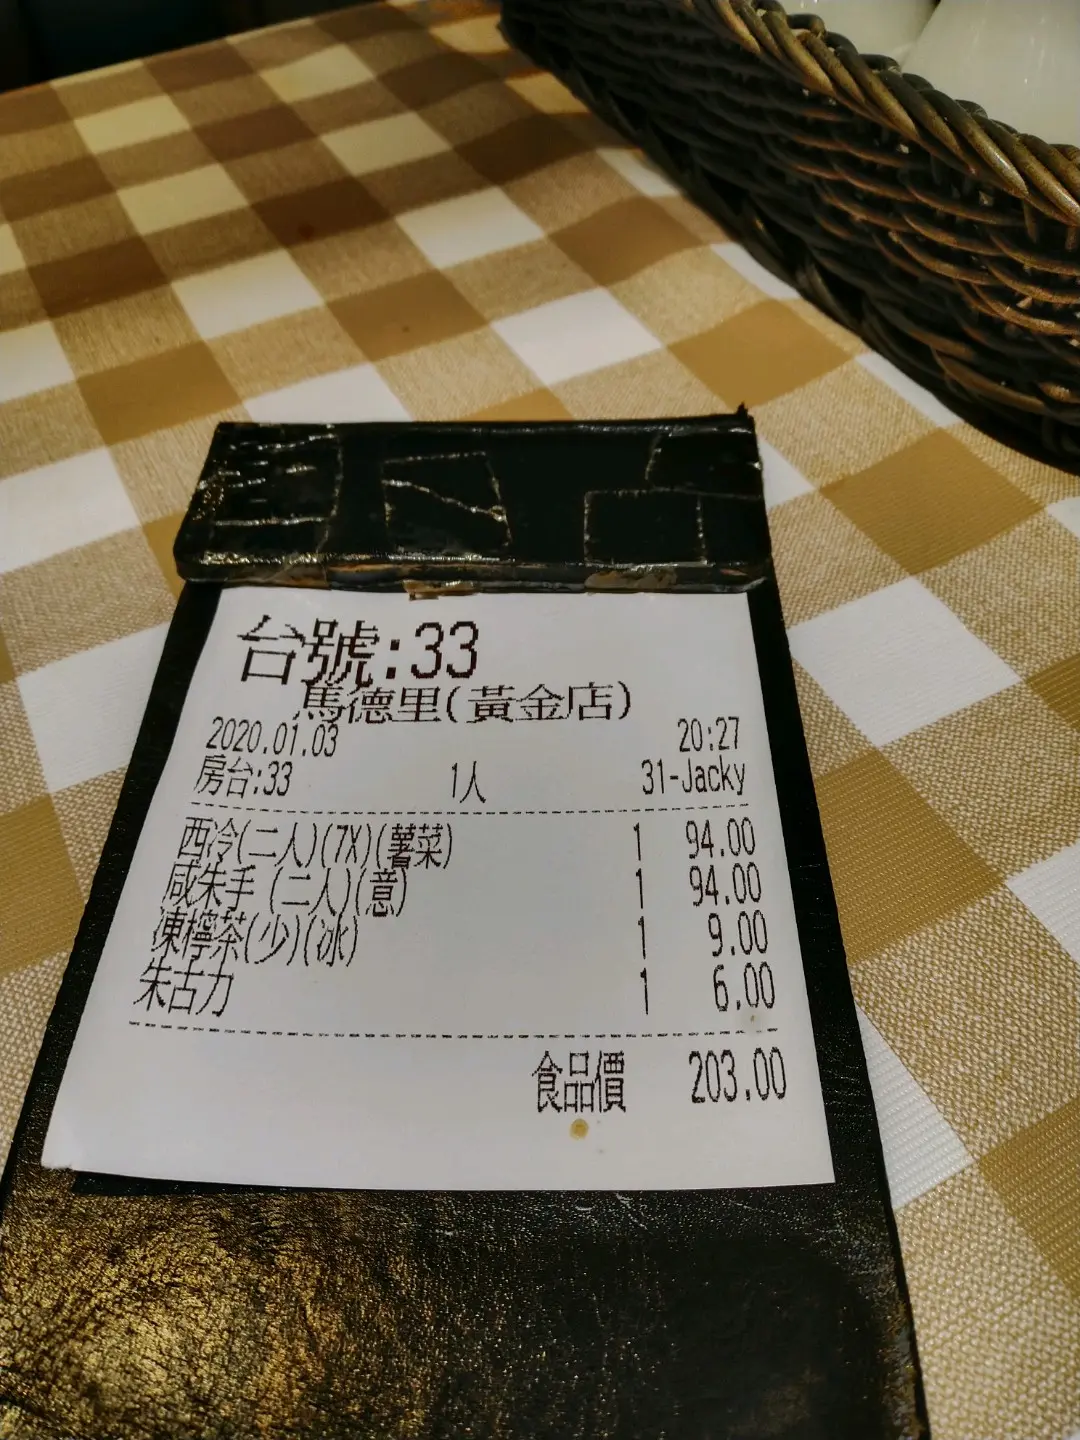 台號:33
馬德里(黃金店)
2020.01.03 20:27
房台:33 1人 31-Jacky
西冷(二人)(7X)(薯菜) 1 94.00
咸朱手 (二人)(意) 1 94.00
凍檸茶(少)(冰) 1 9.00
朱古力 1 6.00
食品價 203.00